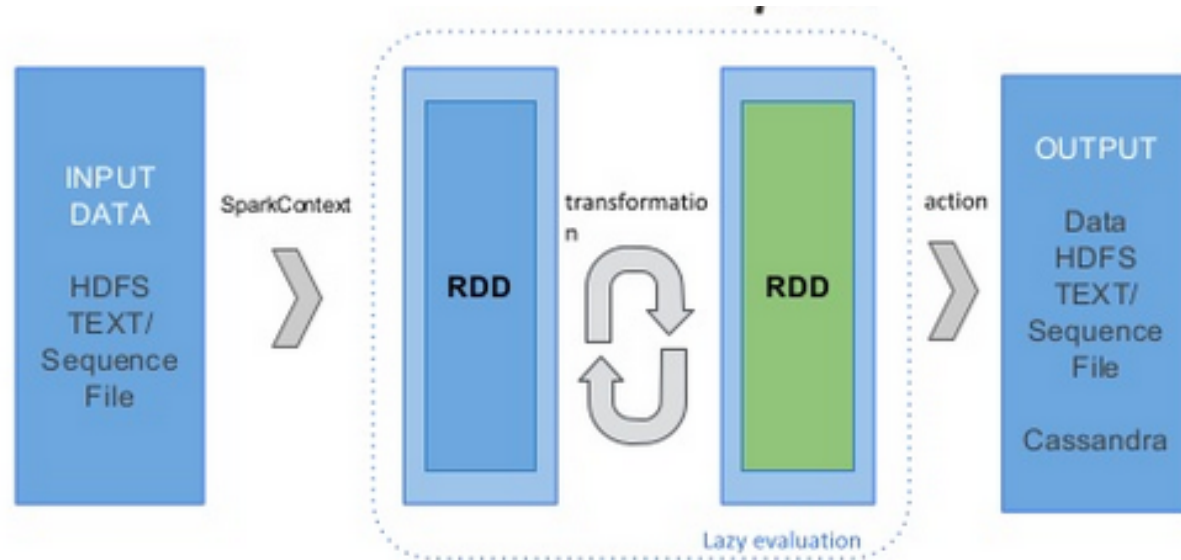 INPUT
DATA
HDFS
TEXT/
Sequence
File
SparkContext
RDD
transformatio
n
RDD
action
OUTPUT
Data
HDFS
TEXT/
Sequence
File
Cassandra
Lazy evaluation